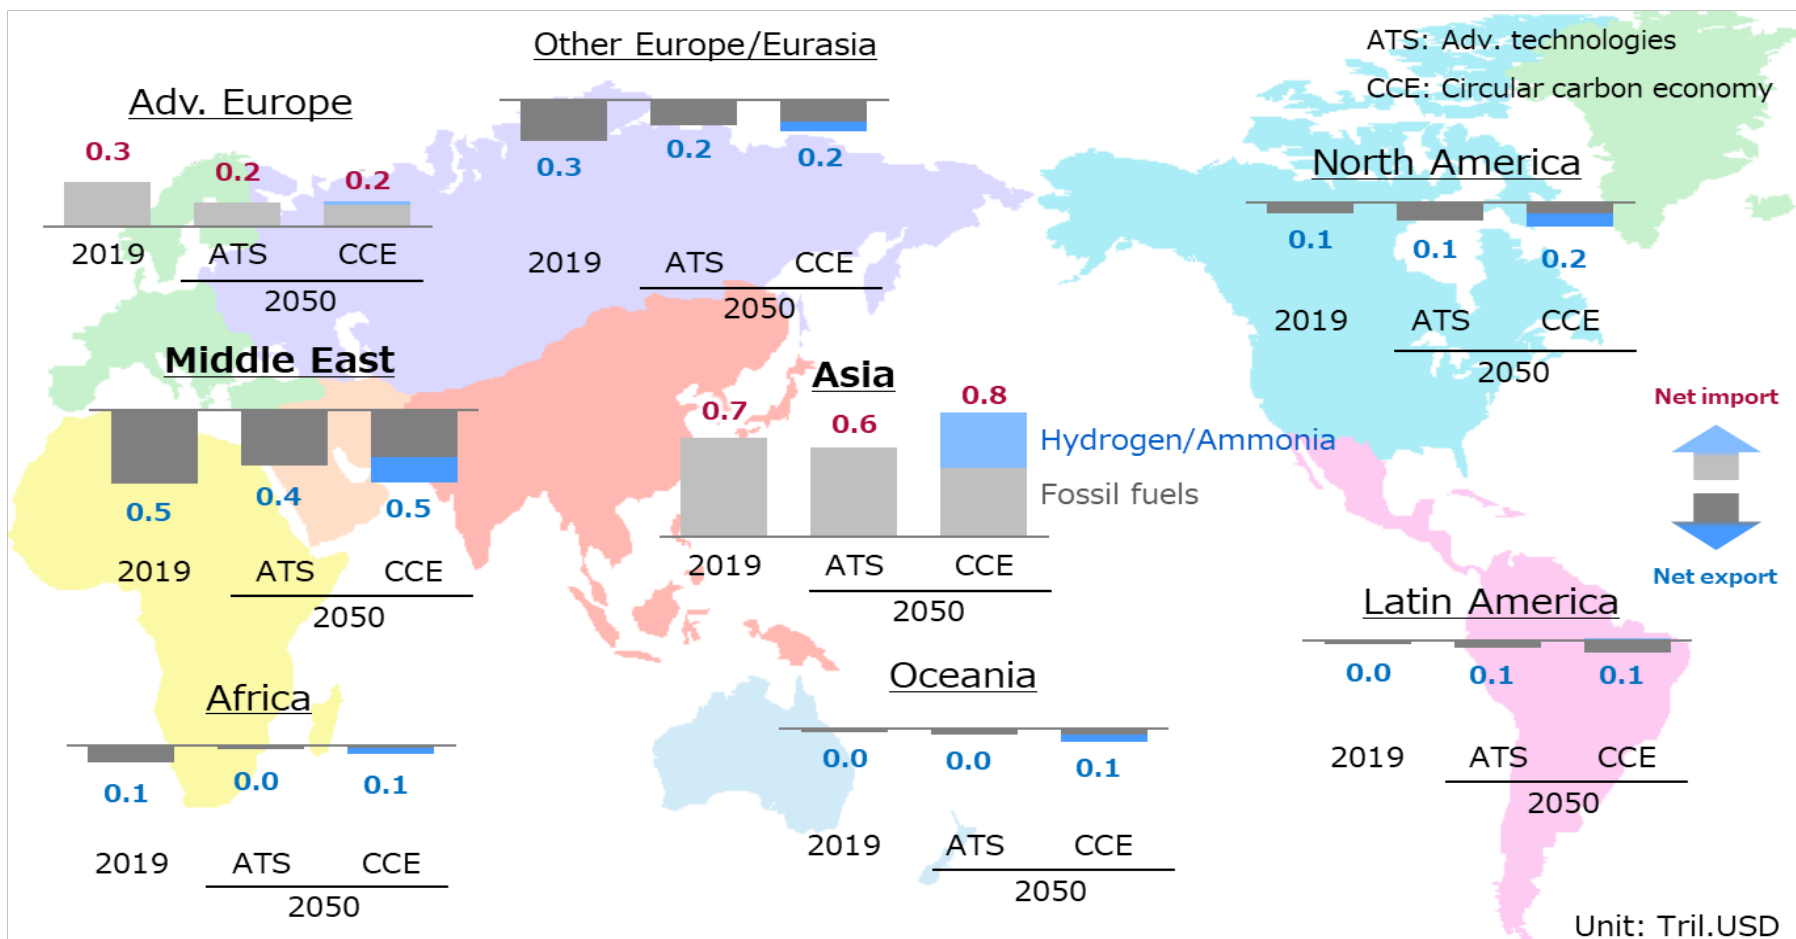 Other Europe/Eurasia
0.3
0.2
0.2
2019
ATS
CCE
2050
ATS: Adv. technologies
CCE: Circular carbon economy
Adv. Europe
0.3
0.2
0.2
2019
ATS
CCE
2050
North America
0.1
0.1
0.2
2019
ATS
CCE
2050
Middle East
0.5
0.4
0.5
2019
ATS
CCE
2050
Asia
0.7
0.6
0.8
Hydrogen/Ammonia
Fossil fuels
2019
ATS
CCE
2050
Net import
Net export
Latin America
0.0
0.1
0.1
2019
ATS
CCE
2050
Africa
0.1
0.0
0.1
2019
ATS
CCE
2050
Oceania
0.0
0.0
0.1
2019
ATS
CCE
2050
Unit: Tril.USD